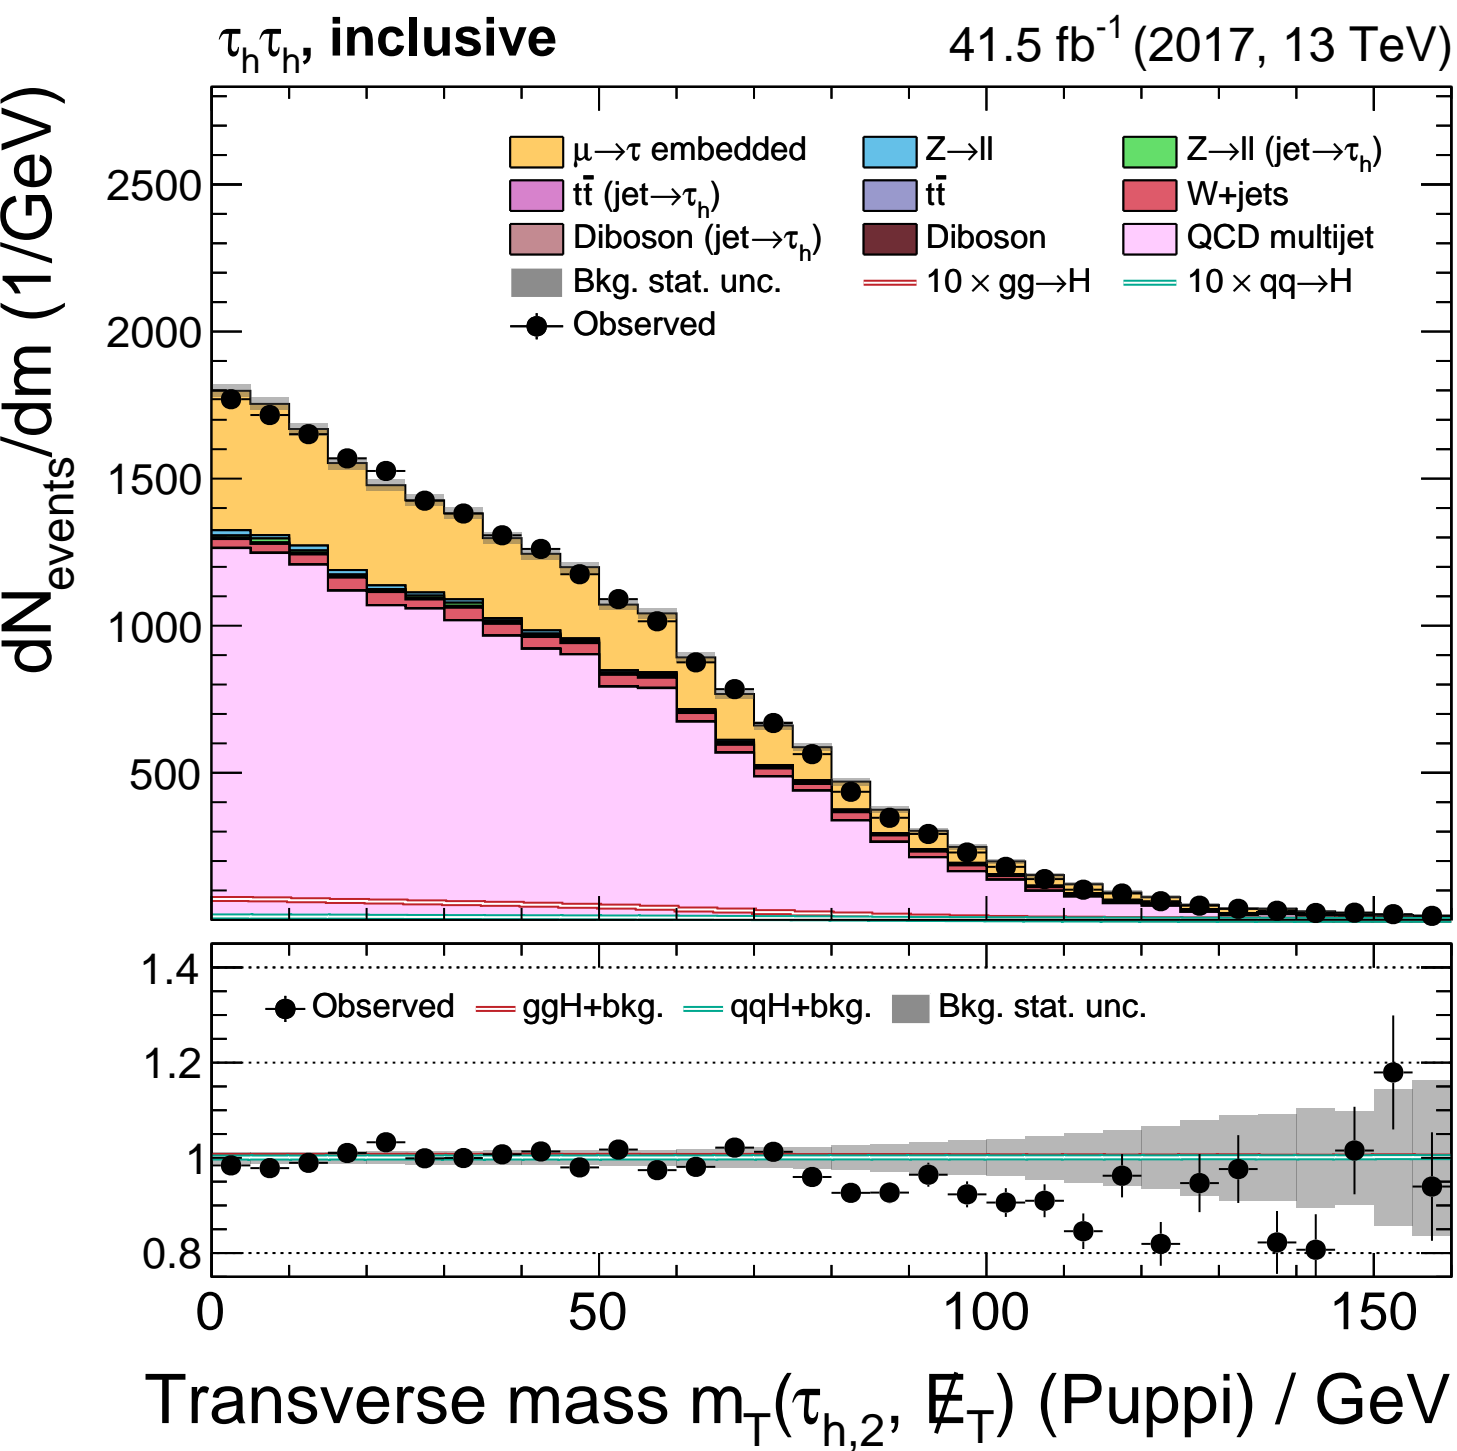 τhτh, inclusive 41.5 fb-1 (2017, 13 TeV)
dNevents/dm (1/GeV)
μ→τ embedded Z→ll Z→ll (jet→τh)
tt̄ (jet→τh) tt̄ W+jets
Diboson (jet→τh) Diboson QCD multijet
Bkg. stat. unc. 10 × gg→H 10 × qq→H
Observed
2500
2000
1500
1000
500
1.4
Observed ggH+bkg. qqH+bkg. Bkg. stat. unc.
1.2
1
0.8
0 50 100 150
Transverse mass mT(τh,2, E̸T) (Puppi) / GeV